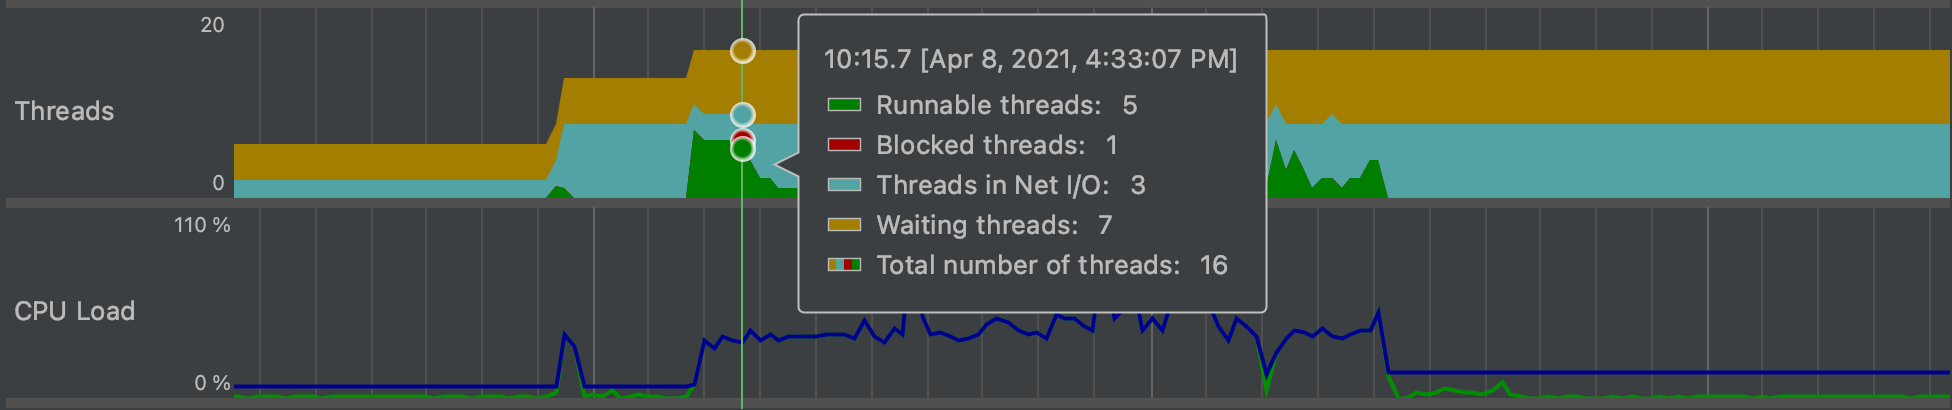 20
Threads
0
10:15.7 [Apr 8, 2021, 4:33:07 PM]
Runnable threads: 5
Blocked threads: 1
Threads in Net I/O: 3
Waiting threads: 7
Total number of threads: 16
110 %
CPU Load
0 %